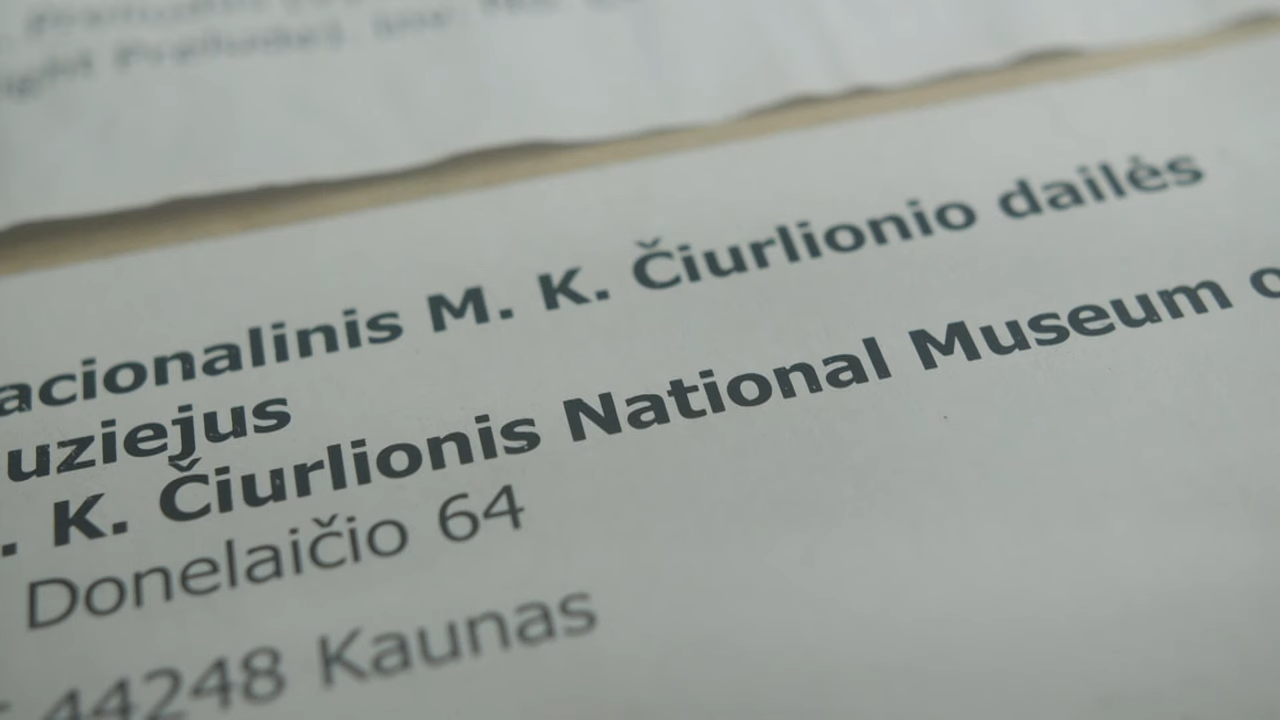 acionalinis M. K. Čiurlionio dailės
uziejus
. K. Čiurlionis National Museum o
Donelaičio 64
44248 Kaunas